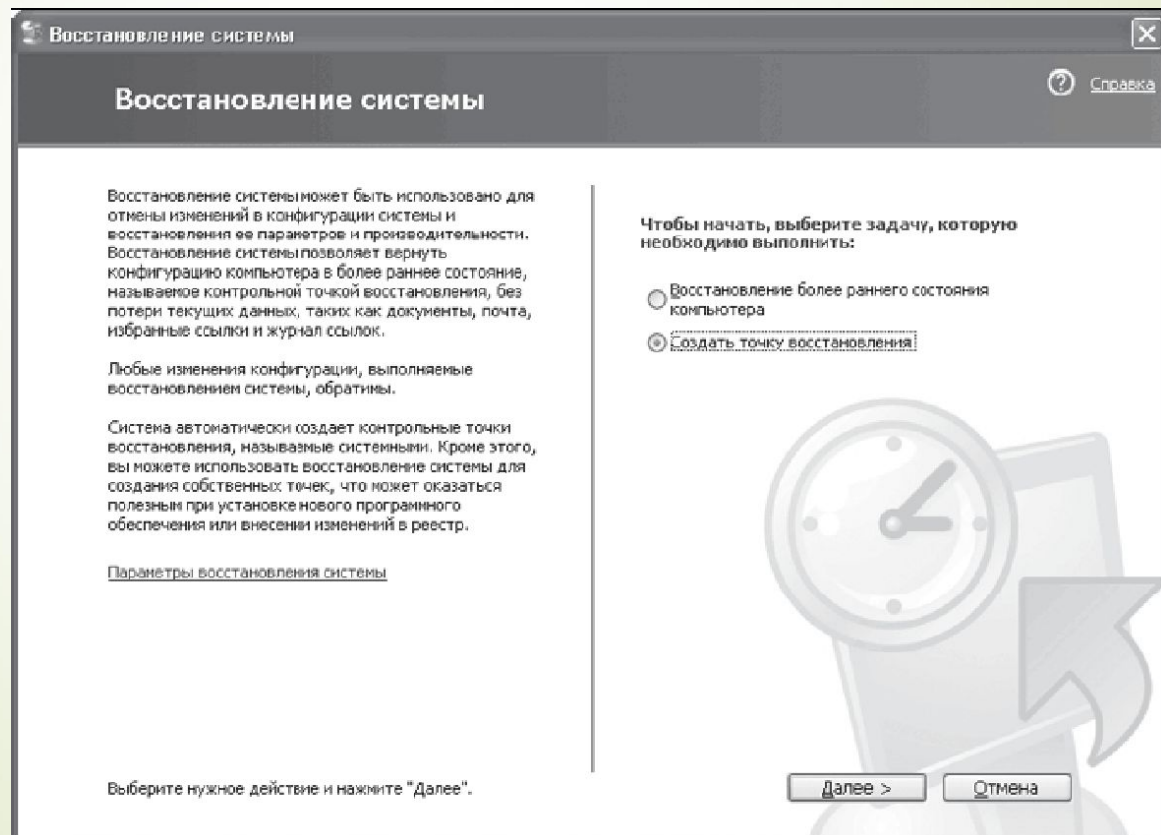 Восстановление системы
Восстановление системы
Справка
Восстановление системы может быть использовано для
отмены изменений в конфигурации системы и
восстановления ее параметров и производительности.
Восстановление системы позволяет вернуть
конфигурацию компьютера в более раннее состояние,
называемое контрольной точкой восстановления, без
потери текущих данных, таких как документы, почта,
избранные ссылки и журнал ссылок.
Любые изменения конфигурации, выполняемые
восстановлением системы, обратимы.
Система автоматически создает контрольные точки
восстановления, называемые системными. Кроме этого,
вы можете использовать восстановление системы для
создания собственных точек, что может оказаться
полезным при установке нового программного
обеспечения или внесении изменений в реестр.
Параметры восстановления системы
Выберите нужное действие и нажмите "Далее".
Чтобы начать, выберите задачу, которую
необходимо выполнить:
Восстановление более раннего состояния
компьютера
Создать точку восстановления
Далее >
Отмена